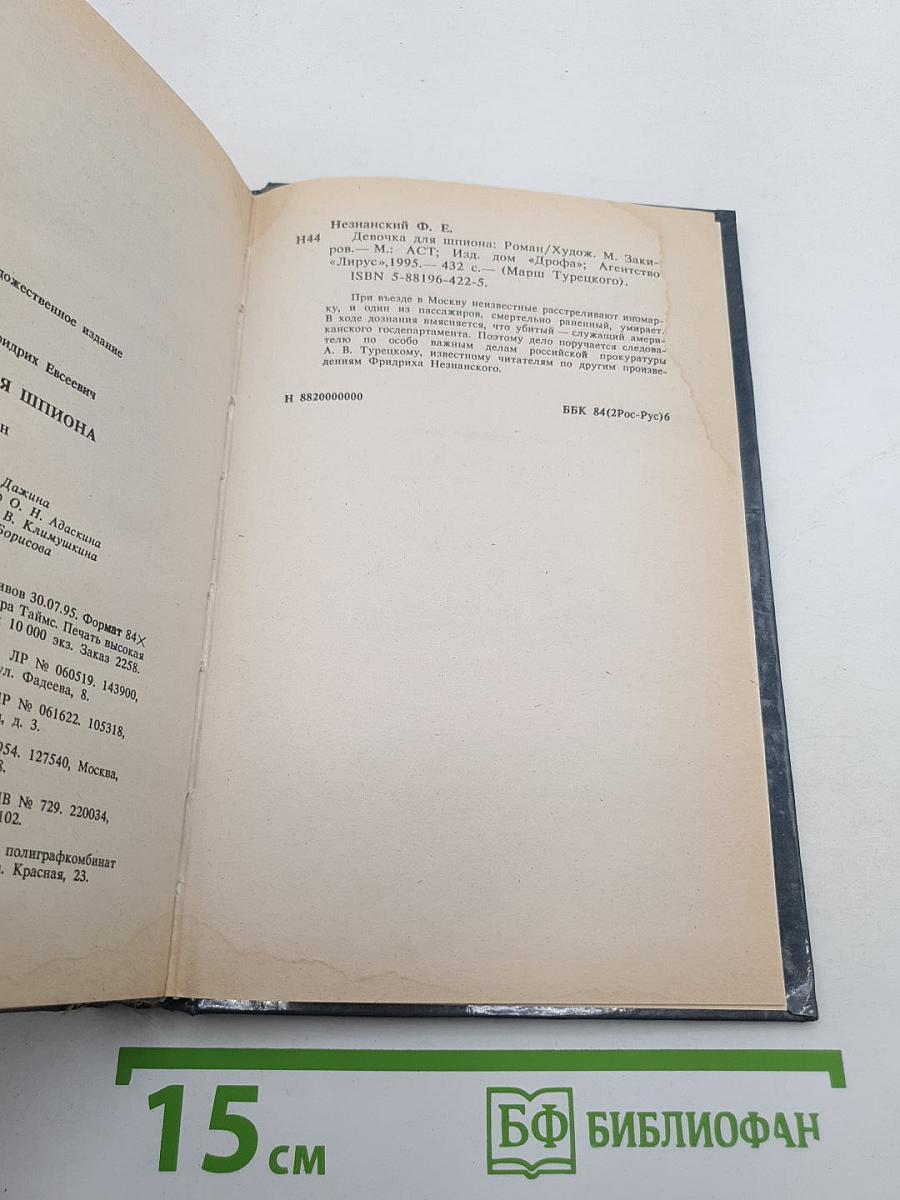 дожественное издание
ридрих Евсеевич
Я ШПИОНА
Н
Дажина
О. Н. Адаскина
В. Климушкина
Борисова
ивов 30.07.95. Формат 84×
ра Таймс. Печать высокая
10 000 экз. Заказ 2258.
ЛР № 060519. 143900,
ул. Фадеева, 8.
ЛР № 061622. 105318,
, д. 3.
954. 127540, Москва,
8.
ЛВ № 729. 220034,
102.
полиграфкомбинат
. Красная, 23.
Незнанский Ф. Е.
Н44 Девочка для шпиона: Роман/Худож. М. Заки-
ров.— М.: АСТ; Изд. дом «Дрофа»; Агентство
«Лирус»,1995.— 432 с.— (Марш Турецкого).
ISBN 5-88196-422-5.
При въезде в Москву неизвестные расстреливают иномар-
ку, и один из пассажиров, смертельно раненный, умирает.
В ходе дознания выясняется, что убитый — служащий амери-
канского госдепартамента. Поэтому дело поручается следова-
телю по особо важным делам российской прокуратуры
А. В. Турецкому, известному читателям по другим произве-
дениям Фридриха Незнанского.
Н 8820000000
ББК 84(2Рос-Рус)6
15 см
БФ БИБЛИОФАН